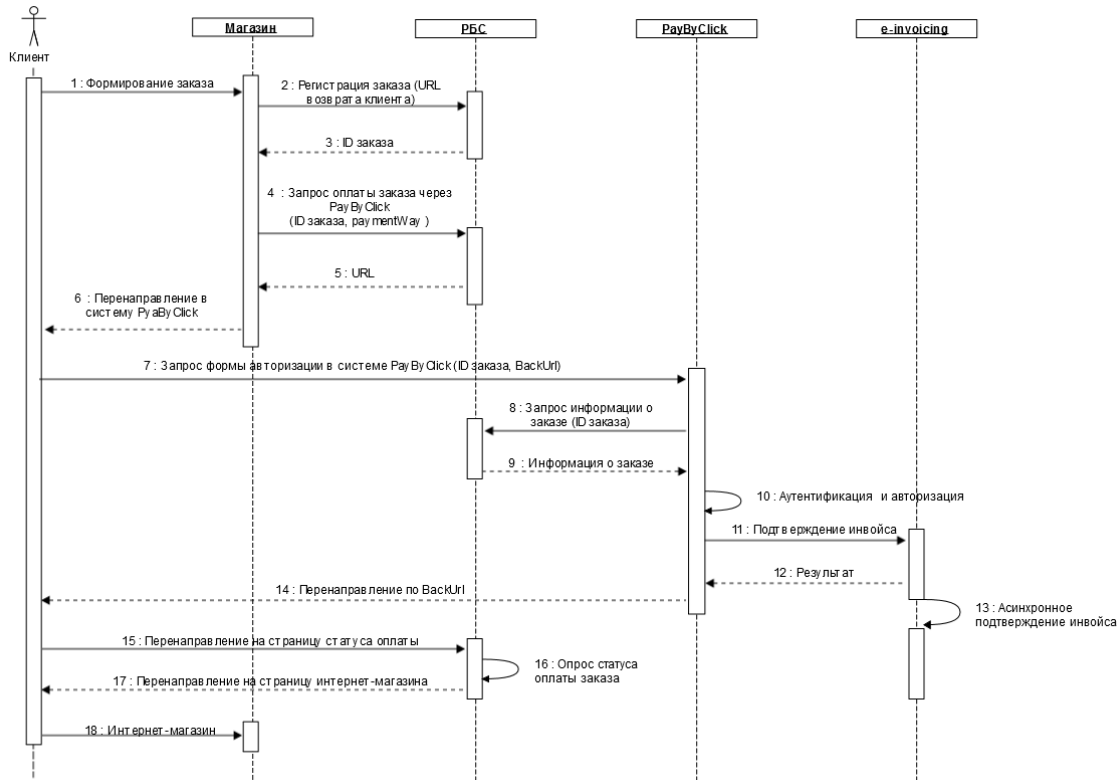 Клиент
Магазин
РБС
PayByClick
e-invoicing
1 : Формирование заказа
2 : Регистрация заказа (URL
возврата клиента)
3 : ID заказа
4 : Запрос оплаты заказа через
PayByClick
(ID заказа, paymentWay )
5 : URL
6 : Перенаправление в
систему PyaByClick
7 : Запрос формы авторизации в системе PayByClick (ID заказа, BackUrl)
8 : Запрос информации о
заказе (ID заказа)
9 : Информация о заказе
10 : Аутентификация и авторизация
11 : Подтверждение инвойса
12 : Результат
13 : Асинхронное
подтверждение инвойса
14 : Перенаправление по BackUrl
15 : Перенаправление на страницу статуса оплаты
16 : Опрос статуса
оплаты заказа
17 : Перенаправление на страницу интернет-магазина
18 : Интернет-магазин